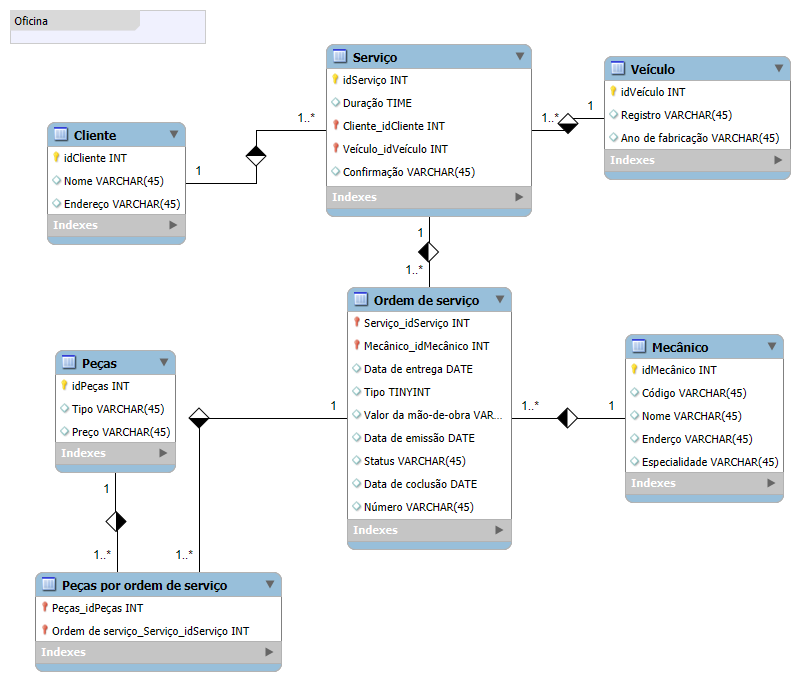 Oficina
Serviço
idServiço INT
Duração TIME
Cliente_idCliente INT
Veículo_idVeículo INT
Confirmação VARCHAR(45)
Indexes
Veículo
idVeículo INT
Registro VARCHAR(45)
Ano de fabricação VARCHAR(45)
Indexes
1..*
1..*
1
Cliente
idCliente INT
Nome VARCHAR(45)
Endereço VARCHAR(45)
Indexes
1
1
1..*
Ordem de serviço
Serviço_idServiço INT
Mecânico_idMecânico INT
Data de entrega DATE
Tipo TINYINT
Valor da mão-de-obra VAR...
Data de emissão DATE
Status VARCHAR(45)
Data de coclusão DATE
Número VARCHAR(45)
Indexes
Mecânico
idMecânico INT
Código VARCHAR(45)
Nome VARCHAR(45)
Enderço VARCHAR(45)
Especialidade VARCHAR(45)
Indexes
Peças
idPeças INT
Tipo VARCHAR(45)
Preço VARCHAR(45)
Indexes
1
1..*
1
1
1..*
1..*
Peças por ordem de serviço
Peças_idPeças INT
Ordem de serviço_Serviço_idServiço INT
Indexes